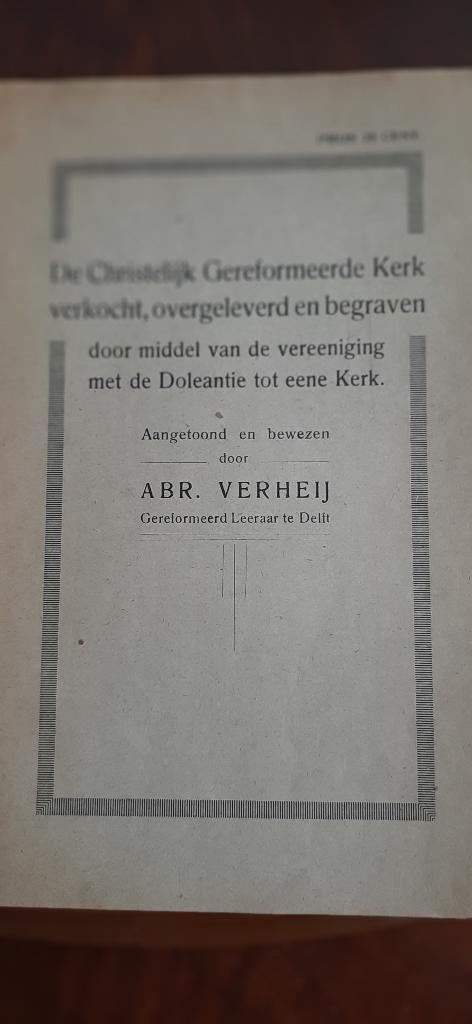 De Christelijk Gereformeerde Kerk
verkocht, overgeleverd en begraven
door middel van de vereeniging
met de Doleantie tot eene Kerk.
Aangetoond en bewezen
door
ABR. VERHEIJ
Gereformeerd Leeraar te Delft